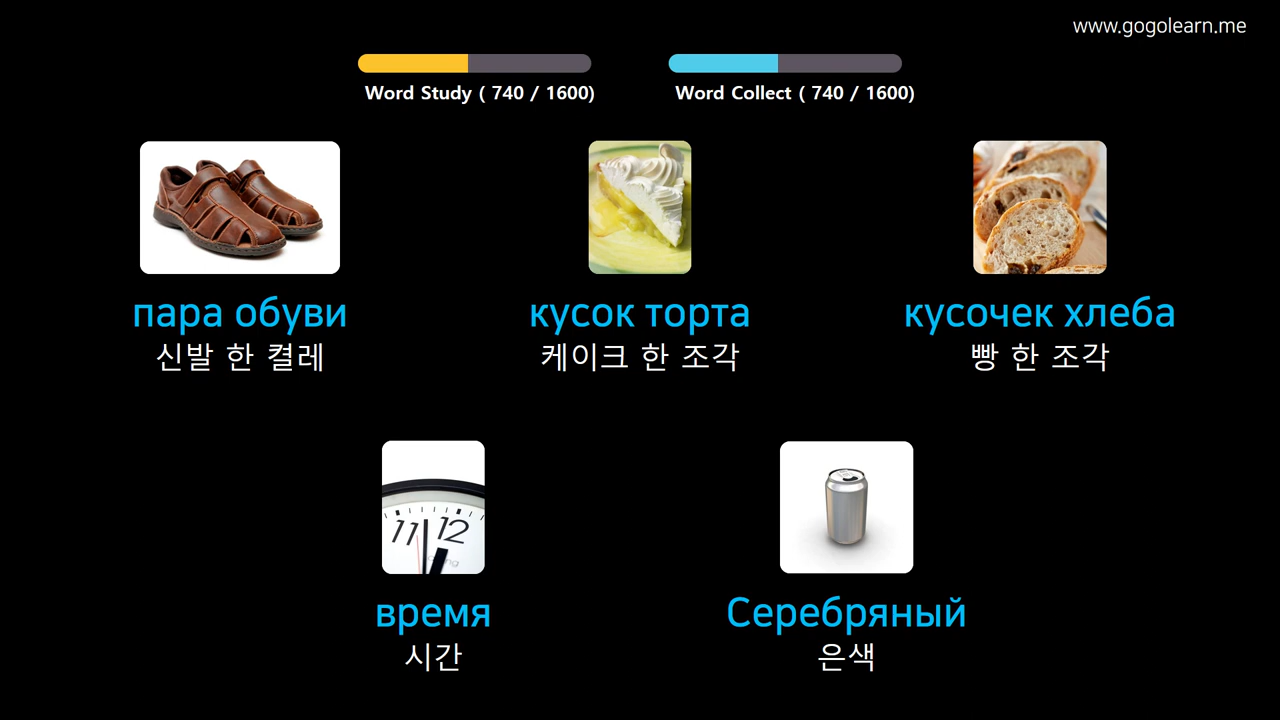 www.gogolearn.me
Word Study ( 740 / 1600)
Word Collect ( 740 / 1600)
пара обуви
신발 한 켤레
кусок торта
케이크 한 조각
кусочек хлеба
빵 한 조각
11 12
время
시간
Серебряный
은색